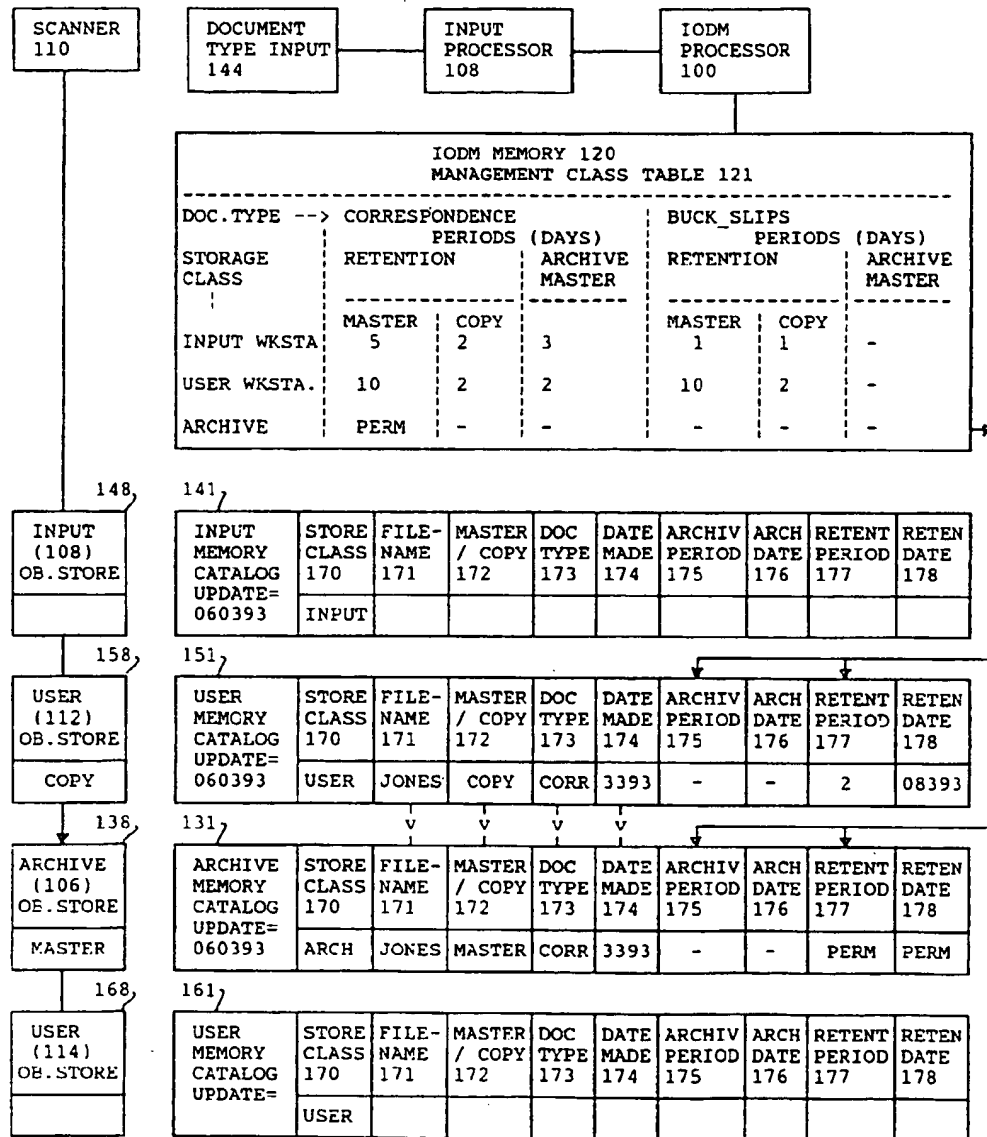 SCANNER 110
DOCUMENT TYPE INPUT 144
INPUT PROCESSOR 108
IODM PROCESSOR 100
IODM MEMORY 120
MANAGEMENT CLASS TABLE 121
DOC.TYPE --> CORRESPONDENCE BUCK_SLIPS
PERIODS (DAYS) PERIODS (DAYS)
STORAGE RETENTION ARCHIVE RETENTION ARCHIVE
CLASS MASTER MASTER
MASTER COPY MASTER COPY
INPUT WKSTA 5 2 3 1 1 -
USER WKSTA. 10 2 2 10 2 -
ARCHIVE PERM - - - - -
148 141
INPUT INPUT STORE FILE- MASTER DOC DATE ARCHIV ARCH RETENT RETEN
(108) MEMORY CLASS NAME / COPY TYPE MADE PERIOD DATE PERIOD DATE
OB.STORE CATALOG 170 171 172 173 174 175 176 177 178
UPDATE=
060393 INPUT
158 151
USER USER STORE FILE- MASTER DOC DATE ARCHIV ARCH RETENT RETEN
(112) MEMORY CLASS NAME / COPY TYPE MADE PERIOD DATE PERIOD DATE
OB.STORE CATALOG 170 171 172 173 174 175 176 177 178
UPDATE=
COPY 060393 USER JONES COPY CORR 3393 - - 2 08393
v v v v
138 131
ARCHIVE ARCHIVE STORE FILE- MASTER DOC DATE ARCHIV ARCH RETENT RETEN
(106) MEMORY CLASS NAME / COPY TYPE MADE PERIOD DATE PERIOD DATE
OB.STORE CATALOG 170 171 172 173 174 175 176 177 178
UPDATE=
MASTER 060393 ARCH JONES MASTER CORR 3393 - - PERM PERM
168 161
USER USER STORE FILE- MASTER DOC DATE ARCHIV ARCH RETENT RETEN
(114) MEMORY CLASS NAME / COPY TYPE MADE PERIOD DATE PERIOD DATE
OB.STORE CATALOG 170 171 172 173 174 175 176 177 178
UPDATE=
USER